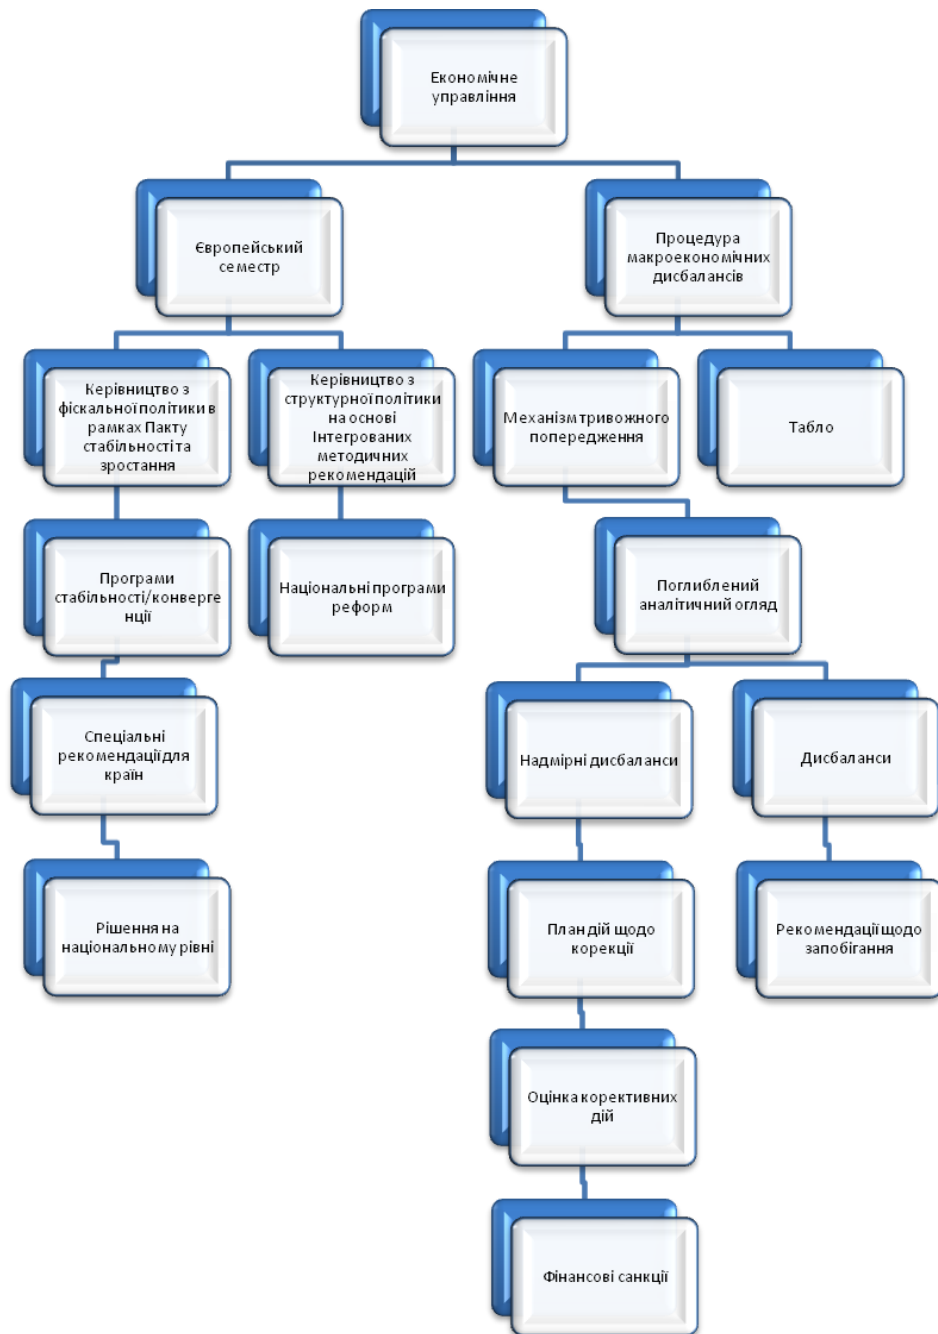 Економічне
управління
Європейський
семестр
Процедура
макроекономічних
дисбалансів
Керівництво з
фіскальної політики в
рамках Пакту
стабільності та
зростання
Керівництво з
структурної політики
на основі
Інтегрованих
методичних
рекомендацій
Механізм тривожного
попередження
Табло
Програми
стабільності/конверге
нції
Національні програми
реформ
Поглиблений
аналітичний огляд
Спеціальні
рекомендації для
країн
Надмірні дисбаланси
Дисбаланси
Рішення на
національному рівні
План дій щодо
корекції
Рекомендації щодо
запобігання
Оцінка корективних
дій
Фінансові санкції